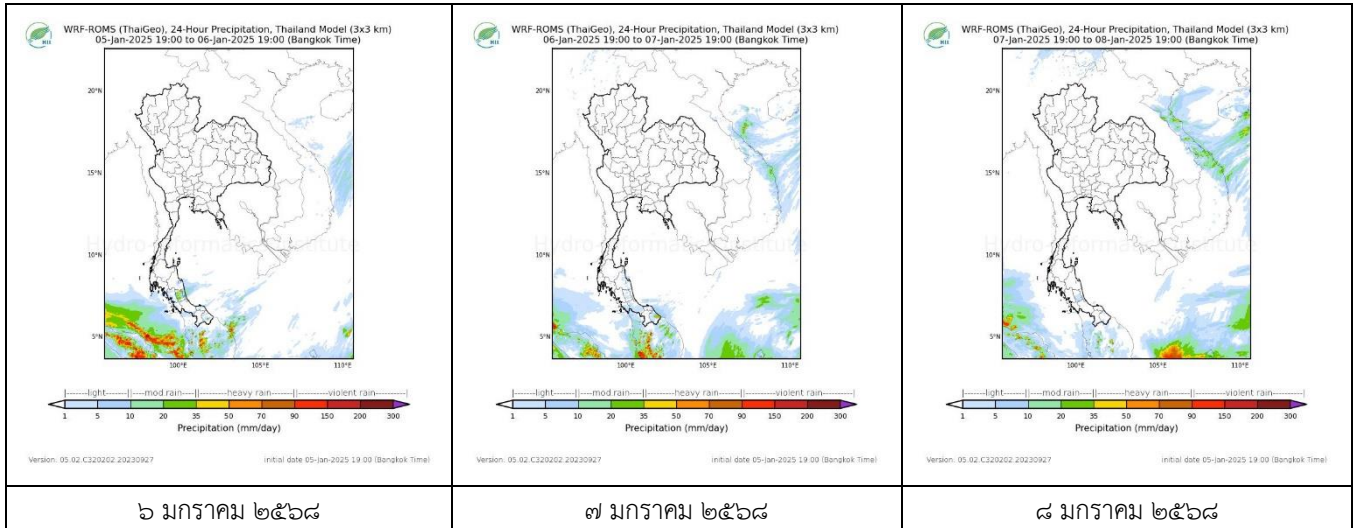 WRF-ROMS (ThaiGeo), 24-Hour Precipitation, Thailand Model (3x3 km)
05-Jan-2025 19:00 to 06-Jan-2025 19:00 (Bangkok Time)
20°N
15°N
10°N
5°N
100°E 105°E 110°E
Hydro-Informatics Institute
light mod rain heavy rain violent rain
1 5 10 20 35 50 70 90 150 200 300
Precipitation (mm/day)
Version: 05.02.C320202.20230927 initial date 05-Jan-2025 19:00 (Bangkok Time)
๖ มกราคม ๒๕๖๘
WRF-ROMS (ThaiGeo), 24-Hour Precipitation, Thailand Model (3x3 km)
06-Jan-2025 19:00 to 07-Jan-2025 19:00 (Bangkok Time)
20°N
15°N
10°N
5°N
100°E 105°E 110°E
Hydro-Informatics Institute
light mod rain heavy rain violent rain
1 5 10 20 35 50 70 90 150 200 300
Precipitation (mm/day)
Version: 05.02.C320202.20230927 initial date 05-Jan-2025 19:00 (Bangkok Time)
๗ มกราคม ๒๕๖๘
WRF-ROMS (ThaiGeo), 24-Hour Precipitation, Thailand Model (3x3 km)
07-Jan-2025 19:00 to 08-Jan-2025 19:00 (Bangkok Time)
20°N
15°N
10°N
5°N
100°E 105°E 110°E
Hydro-Informatics Institute
light mod rain heavy rain violent rain
1 5 10 20 35 50 70 90 150 200 300
Precipitation (mm/day)
Version: 05.02.C320202.20230927 initial date 05-Jan-2025 19:00 (Bangkok Time)
๘ มกราคม ๒๕๖๘